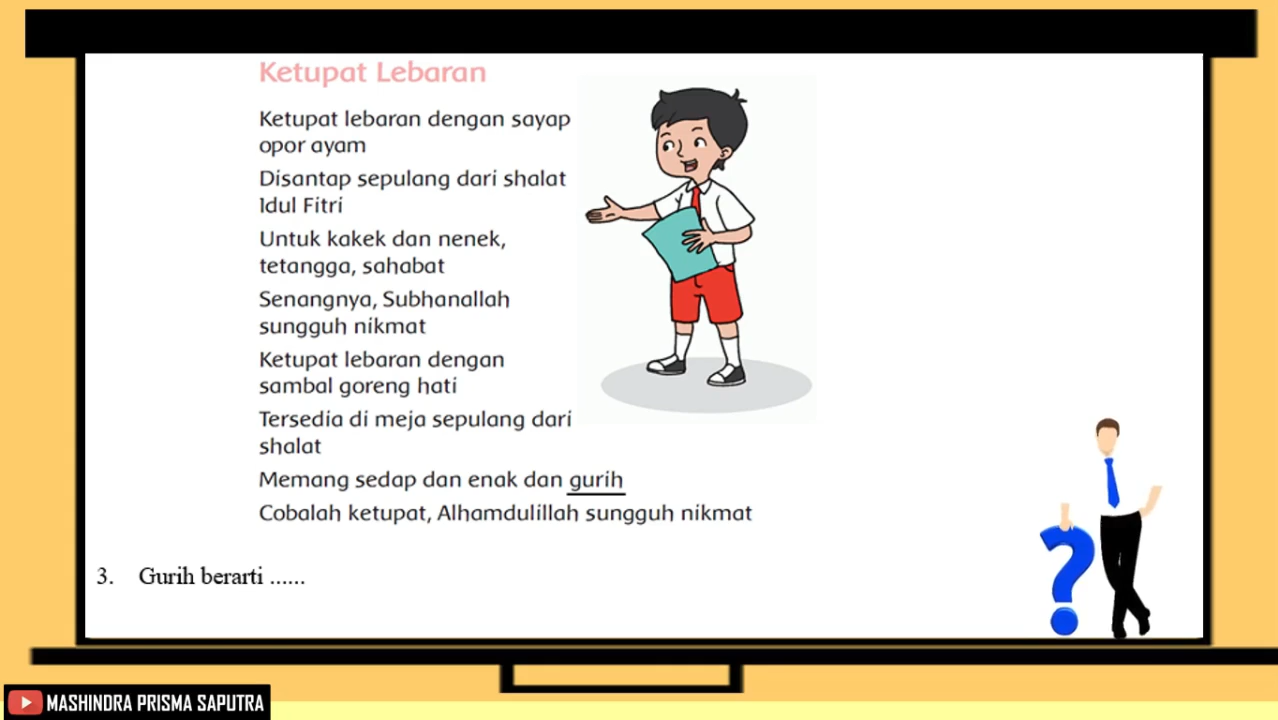 Ketupat Lebaran
Ketupat lebaran dengan sayap
opor ayam
Disantap sepulang dari shalat
Idul Fitri
Untuk kakek dan nenek,
tetangga, sahabat
Senangnya, Subhanallah
sungguh nikmat
Ketupat lebaran dengan
sambal goreng hati
Tersedia di meja sepulang dari
shalat
Memang sedap dan enak dan gurih
Cobalah ketupat, Alhamdulillah sungguh nikmat
3. Gurih berarti ......
MASHINDRA PRISMA SAPUTRA